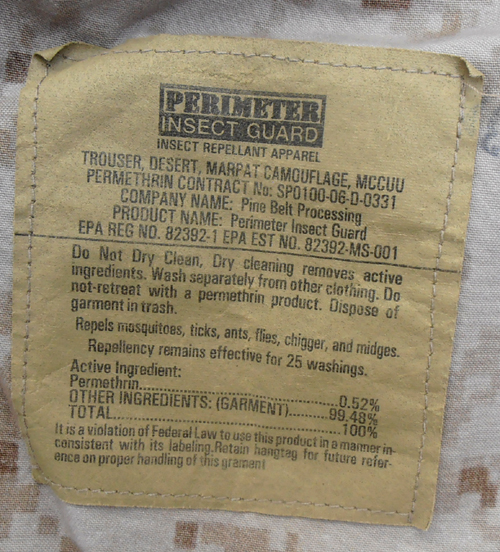 PERIMETER
INSECT GUARD
INSECT REPELLANT APPAREL
TROUSER, DESERT, MARPAT CAMOUFLAGE, MCCUU
PERMETHRIN CONTRACT No: SP0100-06-D-0331
COMPANY NAME: Pine Belt Processing
PRODUCT NAME: Perimeter Insect Guard
EPA REG NO. 82392-1 EPA EST NO. 82392-MS-001
Do Not Dry Clean, Dry cleaning removes active
ingredients. Wash separately from other clothing. Do
not-retreat with a permethrin product. Dispose of
garment in trash.
Repels mosquitoes, ticks, ants, flies, chigger, and midges.
Repellency remains effective for 25 washings.
Active Ingredient:
Permethrin....................................0.52%
OTHER INGREDIENTS: (GARMENT)..........99.48%
TOTAL..........................................100%
It is a violation of Federal Law to use this product in a manner in-
consistent with its labeling.Retain hangtag for future refer-
ence on proper handling of this grament